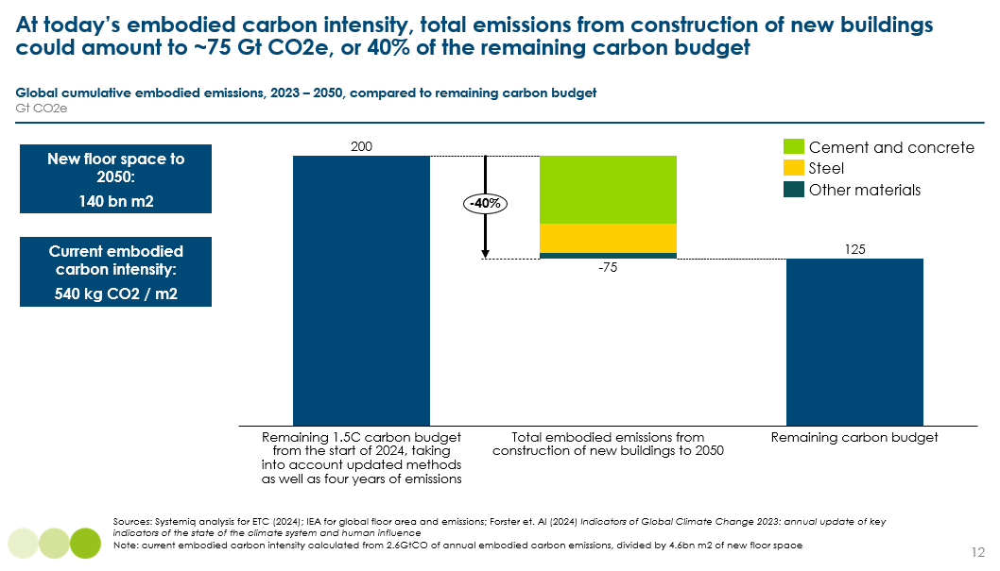 At today’s embodied carbon intensity, total emissions from construction of new buildings
could amount to ~75 Gt CO2e, or 40% of the remaining carbon budget
Global cumulative embodied emissions, 2023 – 2050, compared to remaining carbon budget
Gt CO2e
New floor space to
2050:
140 bn m2
Current embodied
carbon intensity:
540 kg CO2 / m2
200
-40%
-75
125
Cement and concrete
Steel
Other materials
Remaining 1.5C carbon budget
from the start of 2024, taking
into account updated methods
as well as four years of emissions
Total embodied emissions from
construction of new buildings to 2050
Remaining carbon budget
Sources: Systemiq analysis for ETC (2024); IEA for global floor area and emissions; Forster et. Al (2024) Indicators of Global Climate Change 2023: annual update of key
indicators of the state of the climate system and human influence
Note: current embodied carbon intensity calculated from 2.6GtCO of annual embodied carbon emissions, divided by 4.6bn m2 of new floor space
12